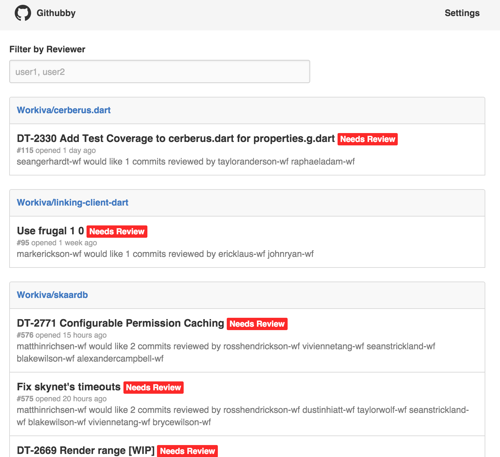 Githubby
Settings
Filter by Reviewer
user1, user2
Workiva/cerberus.dart
DT-2330 Add Test Coverage to cerberus.dart for properties.g.dart Needs Review
#115 opened 1 day ago
seangerhardt-wf would like 1 commits reviewed by tayloranderson-wf raphaeladam-wf
Workiva/linking-client-dart
Use frugal 1 0 Needs Review
#95 opened 1 week ago
markerickson-wf would like 1 commits reviewed by ericklaus-wf johnryan-wf
Workiva/skaardb
DT-2771 Configurable Permission Caching Needs Review
#576 opened 15 hours ago
matthinrichsen-wf would like 2 commits reviewed by rosshendrickson-wf viviennetang-wf seanstrickland-wf
blakewilson-wf alexandercampbell-wf
Fix skynet's timeouts Needs Review
#575 opened 20 hours ago
matthinrichsen-wf would like 2 commits reviewed by rosshendrickson-wf dustinhiatt-wf taylorwolf-wf seanstrickland-
wf blakewilson-wf viviennetang-wf brycewilson-wf
DT-2669 Render range [WIP] Needs Review